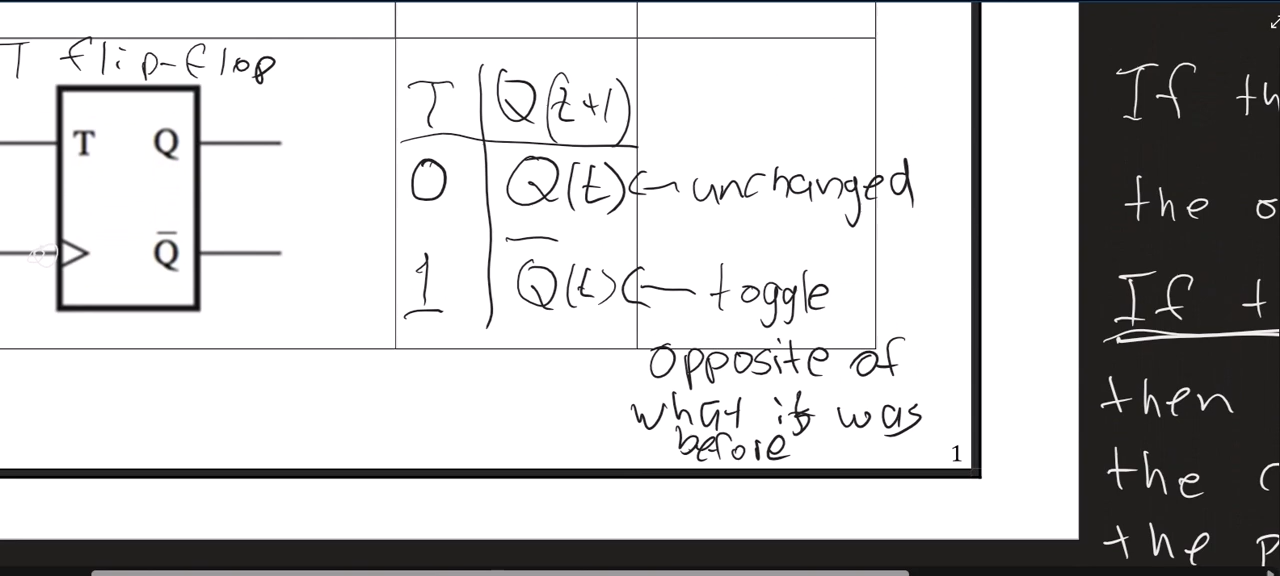 T flip-flop
T Q
Q̅
T Q(t+1)
0 Q(t) ← unchanged
1 Q̅(t) ← toggle
opposite of
what it was
before
1
If th
the o
If t
then
the c
the p